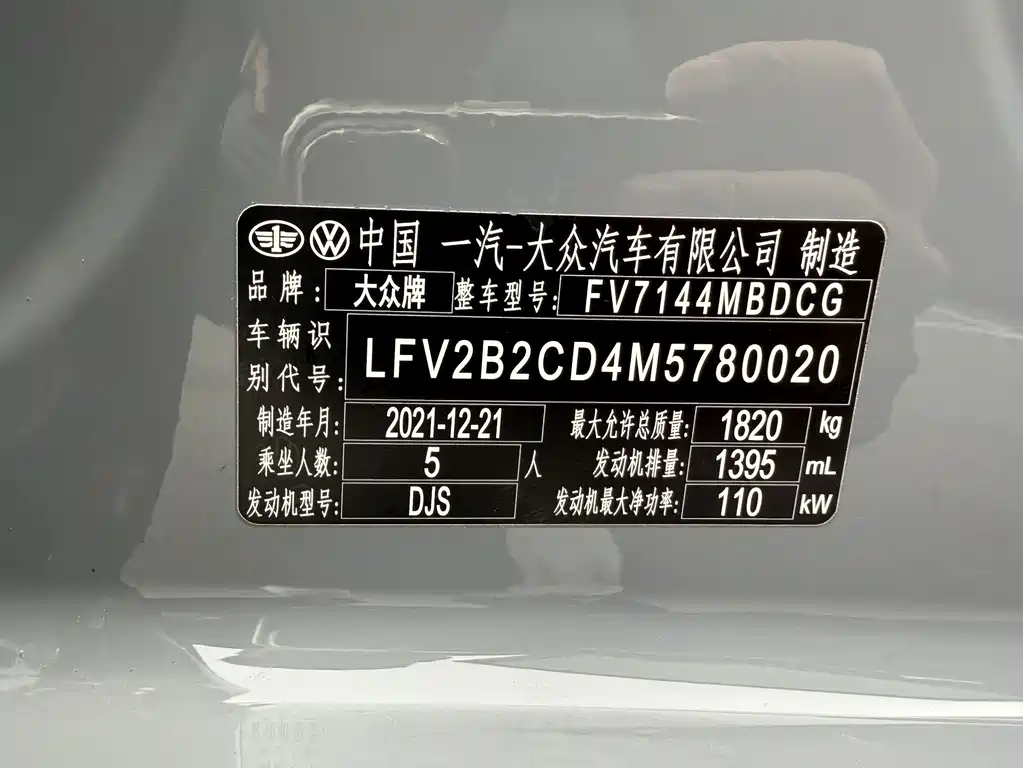 中国 一汽-大众汽车有限公司 制造
品牌: 大众牌 整车型号: FV7144MBDCG
车辆识别代号: LFV2B2CD4M5780020
制造年月: 2021-12-21 最大允许总质量: 1820 kg
乘坐人数: 5 人 发动机排量: 1395 mL
发动机型号: DJS 发动机最大净功率: 110 kW